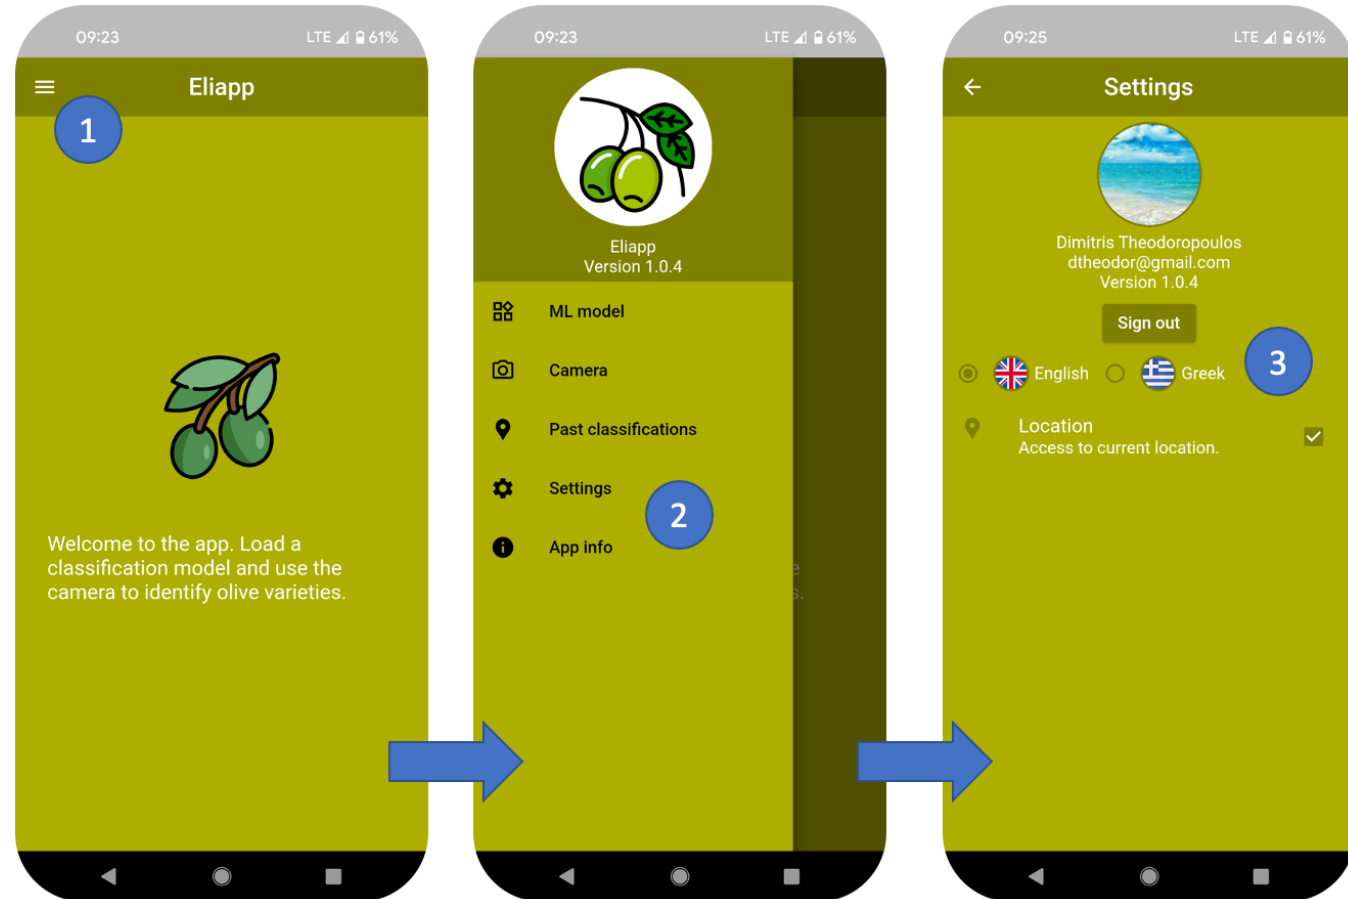 09:23
LTE 61%
Eliapp
1
Welcome to the app. Load a
classification model and use the
camera to identify olive varieties.
09:23
LTE 61%
Eliapp
Version 1.0.4
ML model
Camera
Past classifications
Settings
2
App info
e
s.
09:25
LTE 61%
Settings
Dimitris Theodoropoulos
dtheodor@gmail.com
Version 1.0.4
Sign out
English
Greek
3
Location
Access to current location.